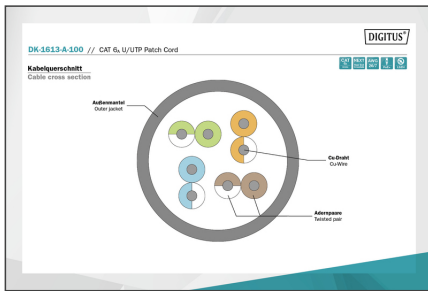 DIGITUS®
DK-1613-A-100 // CAT 6A U/UTP Patch Cord
Kabelquerschnitt
Cable cross section
Außenmantel
Outer jacket
Cu-Draht
Cu-Wire
Adernpaare
Twisted pair